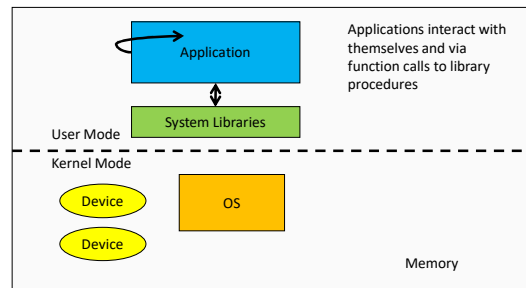 Applications interact with
themselves and via
function calls to library
procedures
Application
System Libraries
User Mode
Kernel Mode
Device
OS
Device
Memory